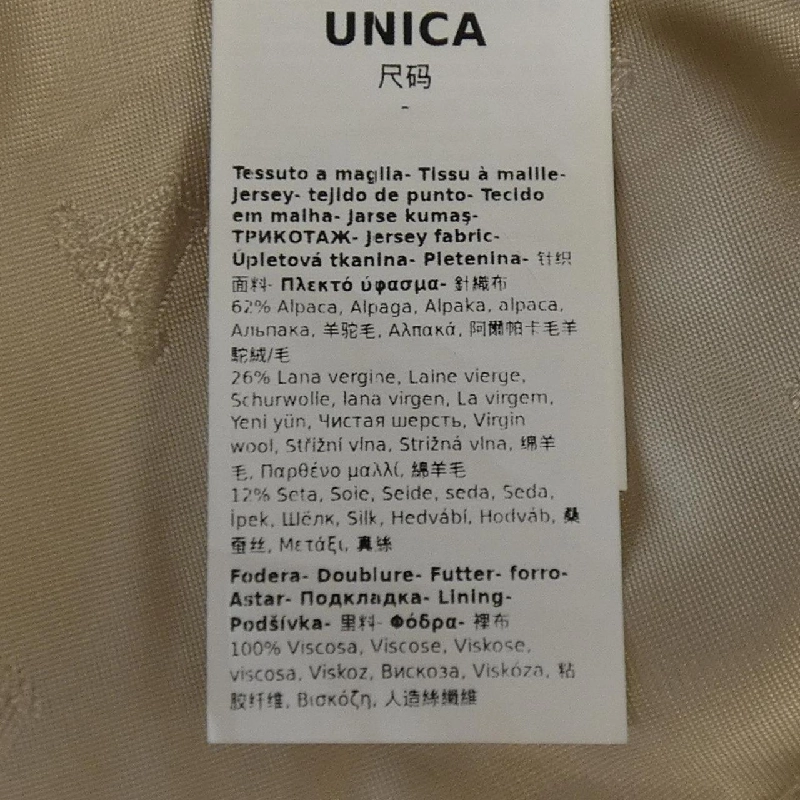 UNICA
尺码
-
Tessuto a maglia- Tissu à maille-
Jersey- tejido de punto- Tecido
em malha- Jarse kumaş-
ТРИКОТАЖ- Jersey fabric-
Úpletová tkanina- Pletenina- 针织
面料- Πλεκτό ύφασμα- 針織布
62% Alpaca, Alpaga, Alpaka, alpaca,
Альпака, 羊驼毛, Αλπακά, 阿爾帕卡毛羊
駝絨/毛
26% Lana vergine, Laine vierge,
Schurwolle, lana virgen, La virgem,
Yeni yün, Чистая шерсть, Virgin
wool, Střižní vlna, Strižná vlna, 绵羊
毛, Παρθένο μαλλί, 綿羊毛
12% Seta, Soie, Seide, seda, Seda,
İpek, Шёлк, Silk, Hedvábí, Hodváb, 桑
蚕丝, Μετάξι, 真絲
Fodera- Doublure- Futter- forro-
Astar- Подкладка- Lining-
Podšívka- 里料- Φόδρα- 裡布
100% Viscosa, Viscose, Viskose,
viscosa, Viskoz, Вискоза, Viskóza, 粘
胶纤维, Βισκόζη, 人造絲纖維